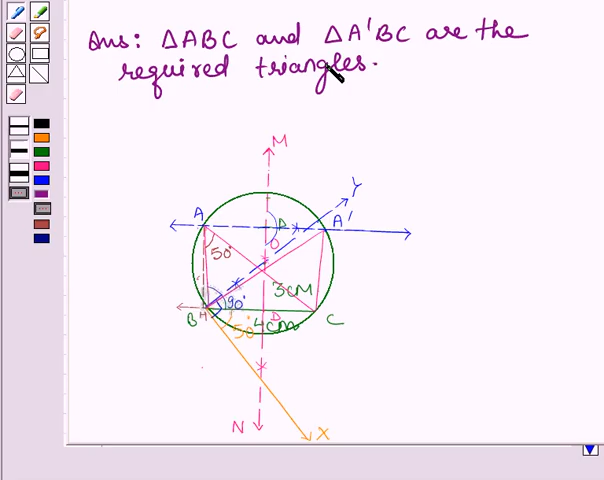 Ans: ΔABC and ΔA'BC are the
required triangles.
M
Y
A
D
A'
O
50°
3CM
90°
B
H
D
C
50°
4CM
N
X